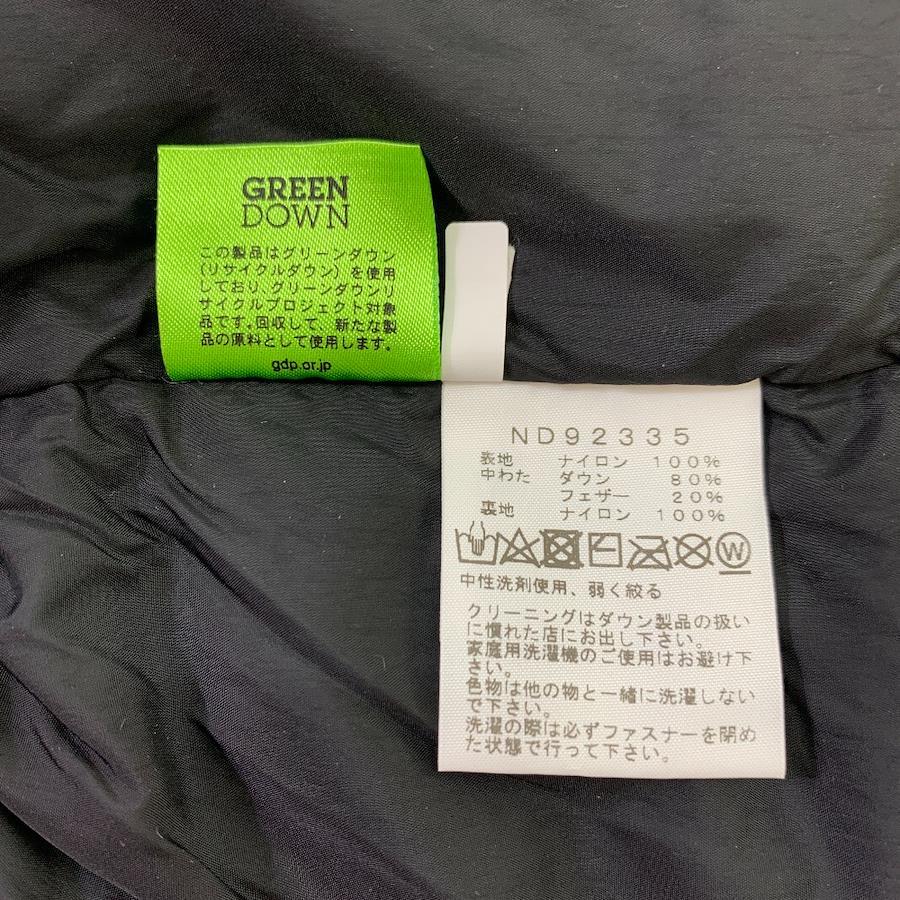 GREEN
DOWN
この製品はグリーンダウン
(リサイクルダウン)を使用
しており、グリーンダウンリ
サイクルプロジェクト対象
品です。回収して、新たな製
品の原料として使用します。
gdp.or.jp
ND92335
表地 ナイロン 100%
中わた ダウン 80%
フェザー 20%
裏地 ナイロン 100%
W
中性洗剤使用、弱く絞る
クリーニングはダウン製品の扱い
に慣れた店にお出し下さい。
家庭用洗濯機のご使用はお避け下
さい。
色物は他の物と一緒に洗濯しない
で下さい。
洗濯の際は必ずファスナーを閉め
た状態で行って下さい。